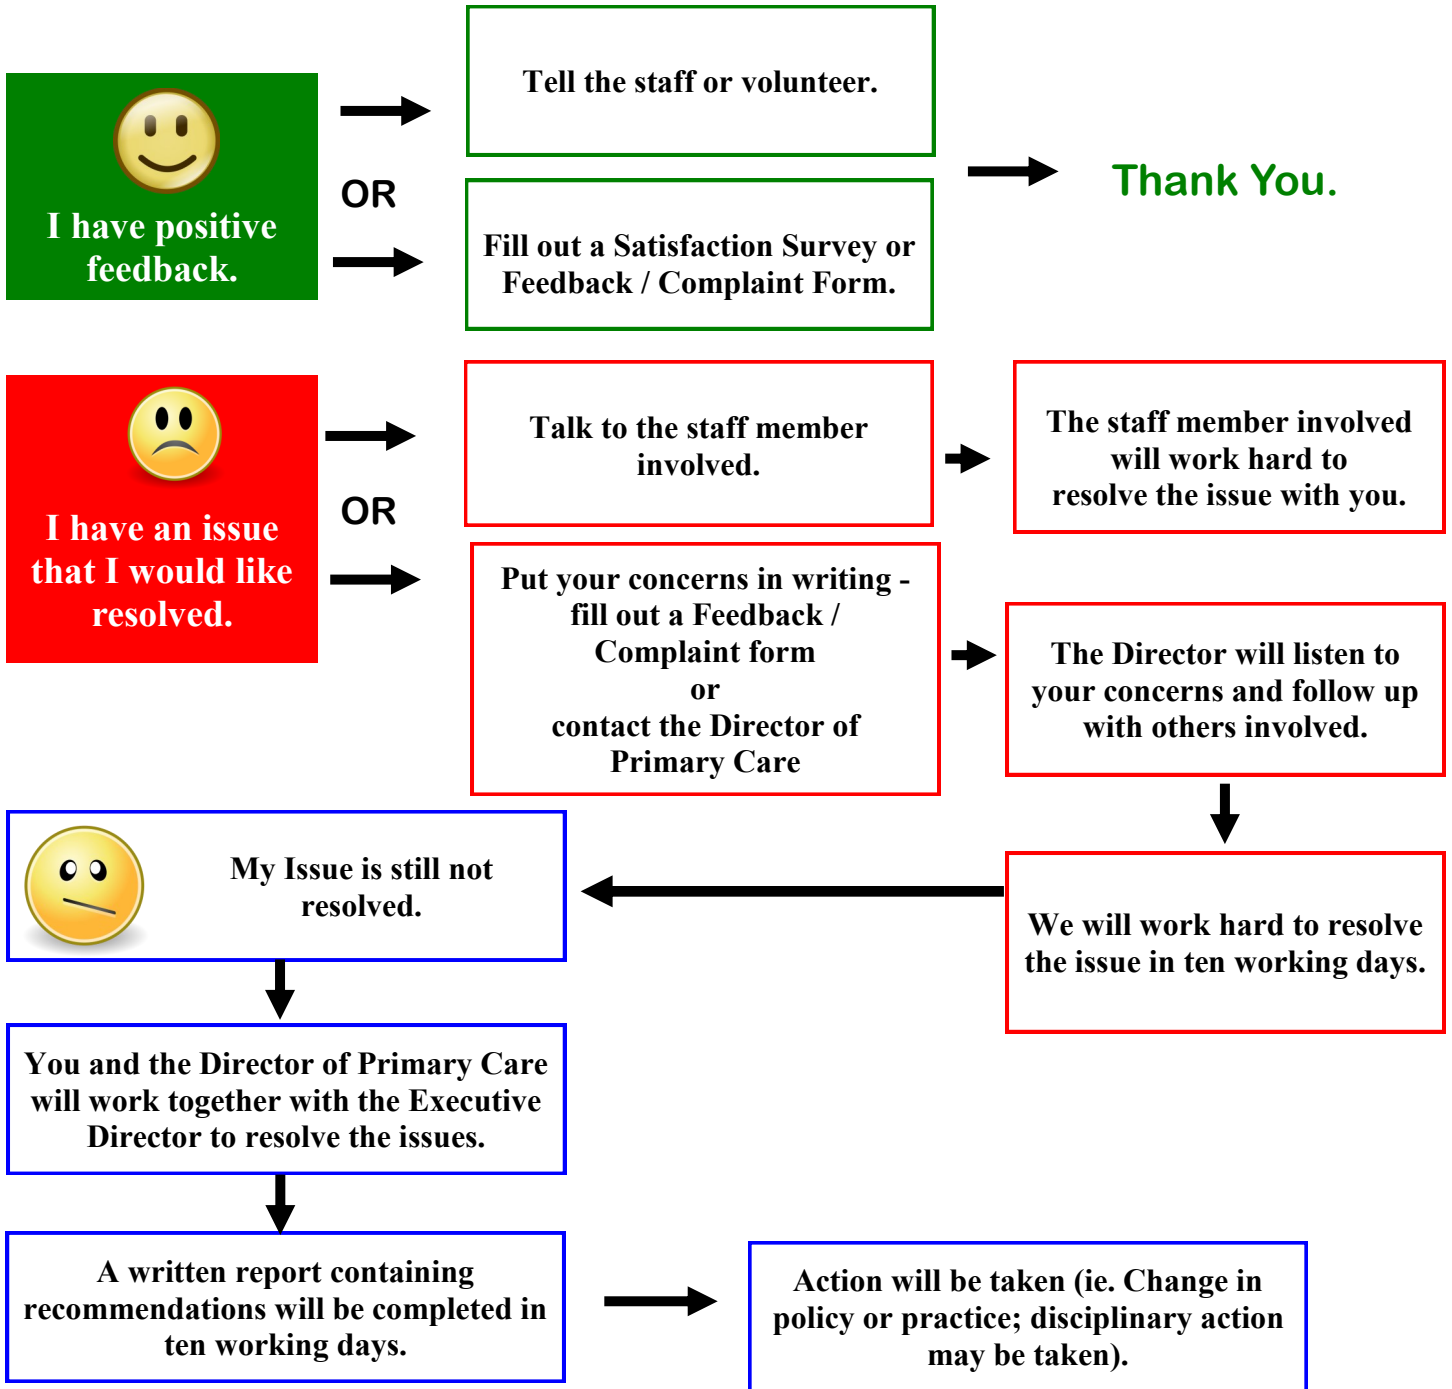 Tell the staff or volunteer.
I have positive
feedback.
OR
Fill out a Satisfaction Survey or
Feedback / Complaint Form.
Thank You.
I have an issue
that I would like
resolved.
OR
Talk to the staff member
involved.
The staff member involved
will work hard to
resolve the issue with you.
Put your concerns in writing -
fill out a Feedback /
Complaint form
or
contact the Director of
Primary Care
The Director will listen to
your concerns and follow up
with others involved.
We will work hard to resolve
the issue in ten working days.
My Issue is still not
resolved.
You and the Director of Primary Care
will work together with the Executive
Director to resolve the issues.
A written report containing
recommendations will be completed in
ten working days.
Action will be taken (ie. Change in
policy or practice; disciplinary action
may be taken).